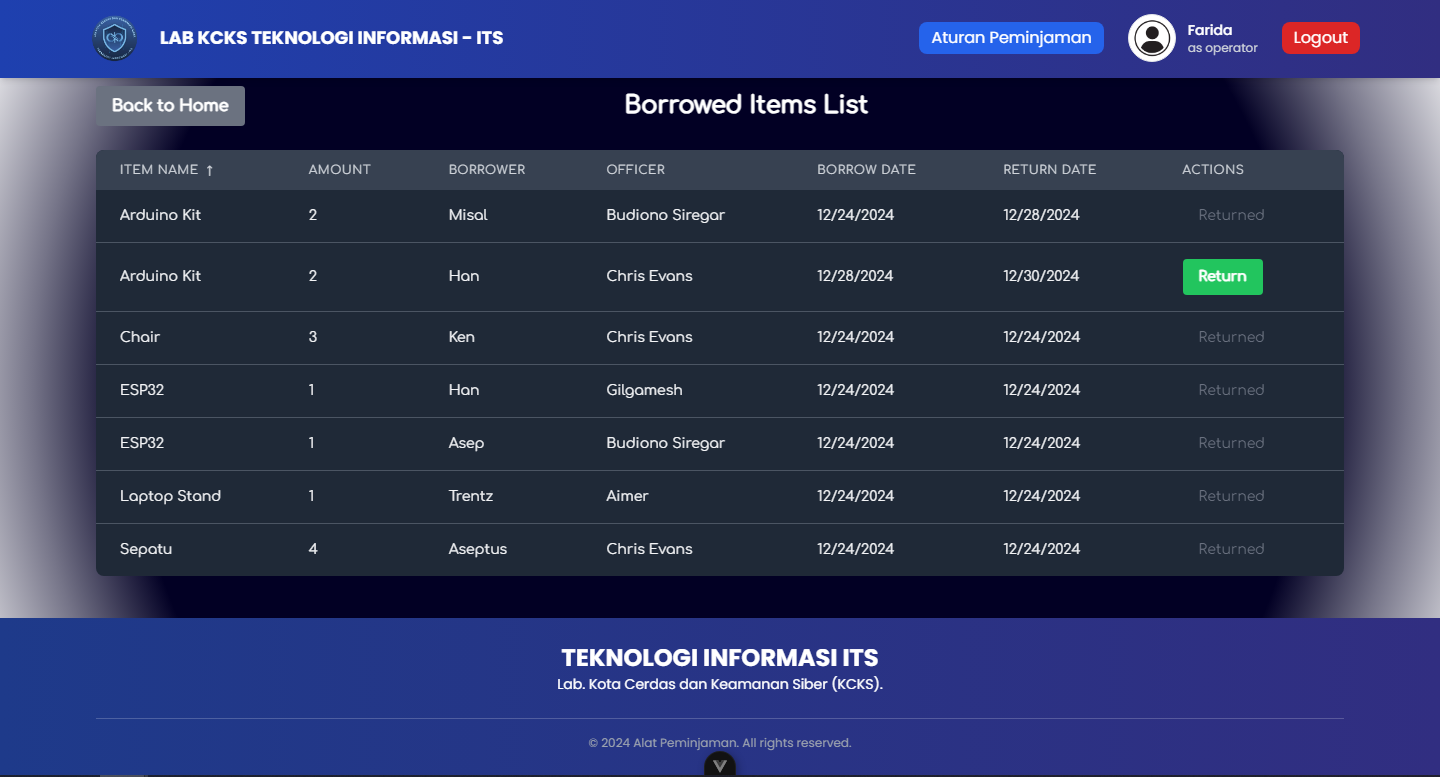 LAB KCKS TEKNOLOGI INFORMASI - ITS
Aturan Peminjaman
Farida
as operator
Logout
Back to Home
Borrowed Items List
ITEM NAME ↑ AMOUNT BORROWER OFFICER BORROW DATE RETURN DATE ACTIONS
Arduino Kit 2 Misal Budiono Siregar 12/24/2024 12/28/2024 Returned
Arduino Kit 2 Han Chris Evans 12/28/2024 12/30/2024 Return
Chair 3 Ken Chris Evans 12/24/2024 12/24/2024 Returned
ESP32 1 Han Gilgamesh 12/24/2024 12/24/2024 Returned
ESP32 1 Asep Budiono Siregar 12/24/2024 12/24/2024 Returned
Laptop Stand 1 Trentz Aimer 12/24/2024 12/24/2024 Returned
Sepatu 4 Aseptus Chris Evans 12/24/2024 12/24/2024 Returned
TEKNOLOGI INFORMASI ITS
Lab. Kota Cerdas dan Keamanan Siber (KCKS).
© 2024 Alat Peminjaman. All rights reserved.